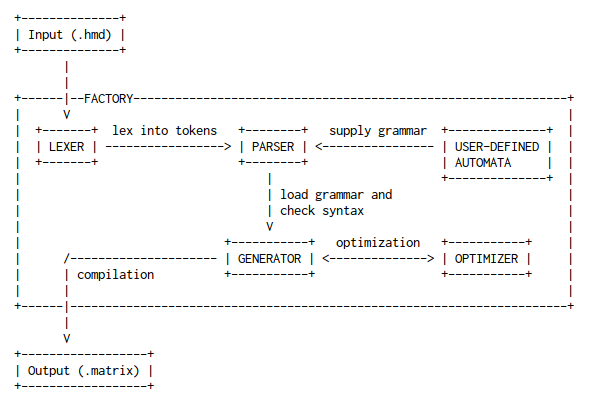 Input (.hmd)
FACTORY
lex into tokens supply grammar
LEXER PARSER USER-DEFINED
AUTOMATA
load grammar and
check syntax
V
optimization
GENERATOR OPTIMIZER
compilation
V
Output (.matrix)